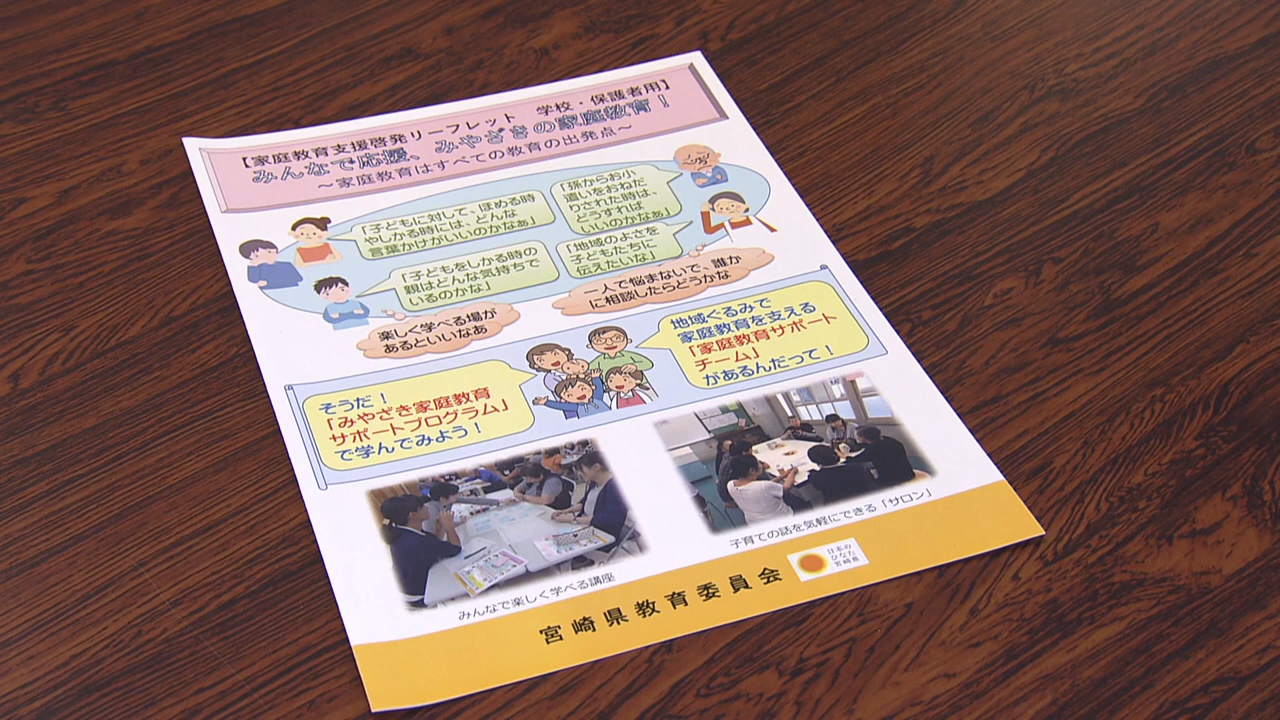 【家庭教育支援啓発リーフレット 学校・保護者用】
みんなで応援、みやざきの家庭教育！
～家庭教育はすべての教育の出発点～
「子どもに対して、ほめる時
やしかる時には、どんな
言葉かけがいいのかなぁ」
「孫からお小
遣いをおねだ
りされた時は、
どうすれば
いいのかなぁ」
「子どもをしかる時の
親はどんな気持ちで
いるのかな」
「地域のよさを
子どもたちに
伝えたいな」
楽しく学べる場が
あるといいなあ
一人で悩まないで、誰か
に相談したらどうかな
そうだ！
「みやざき家庭教育
サポートプログラム」
で学んでみよう！
地域ぐるみで
家庭教育を支える
「家庭教育サポート
チーム」
があるんだって！
みんなで楽しく学べる講座
子育ての話を気軽にできる「サロン」
宮崎県教育委員会
日本の
ひなた
宮崎県